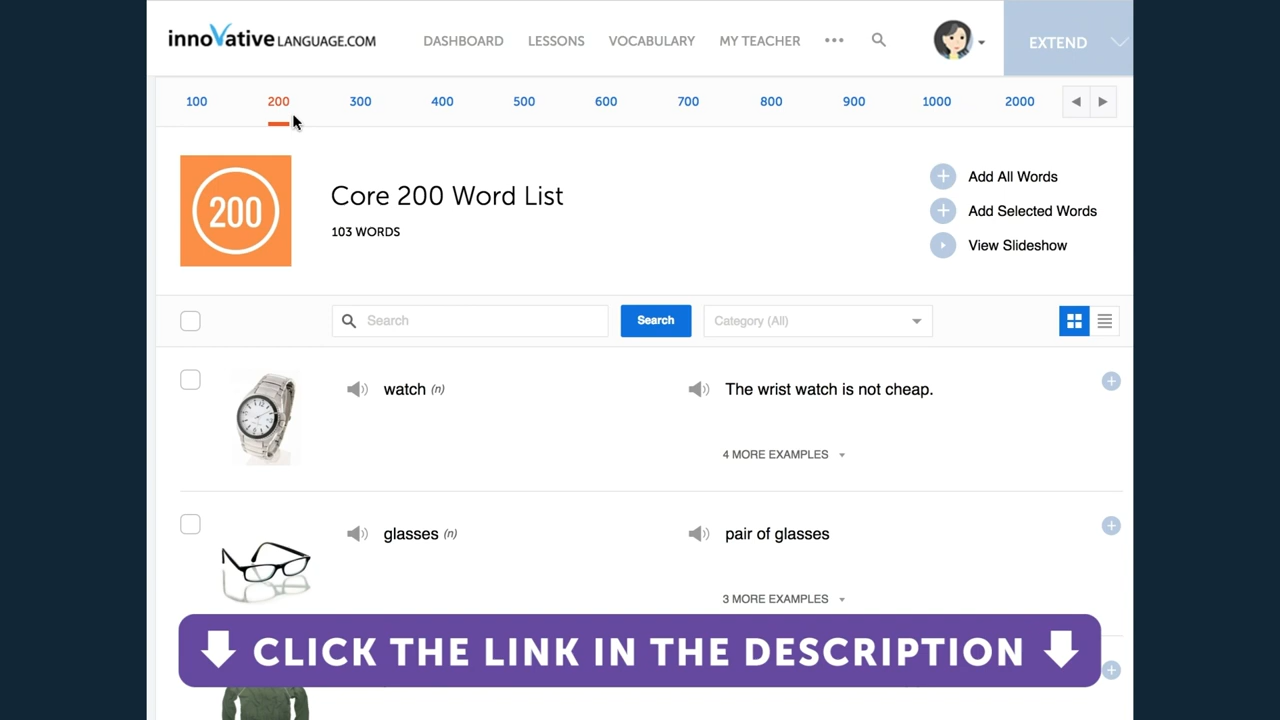 innoVative LANGUAGE.COM
DASHBOARD LESSONS VOCABULARY MY TEACHER ••• EXTEND
100 200 300 400 500 600 700 800 900 1000 2000
200
Core 200 Word List
103 WORDS
Add All Words
Add Selected Words
View Slideshow
Search Search Category (All)
watch (n) The wrist watch is not cheap.
4 MORE EXAMPLES
glasses (n) pair of glasses
3 MORE EXAMPLES
CLICK THE LINK IN THE DESCRIPTION